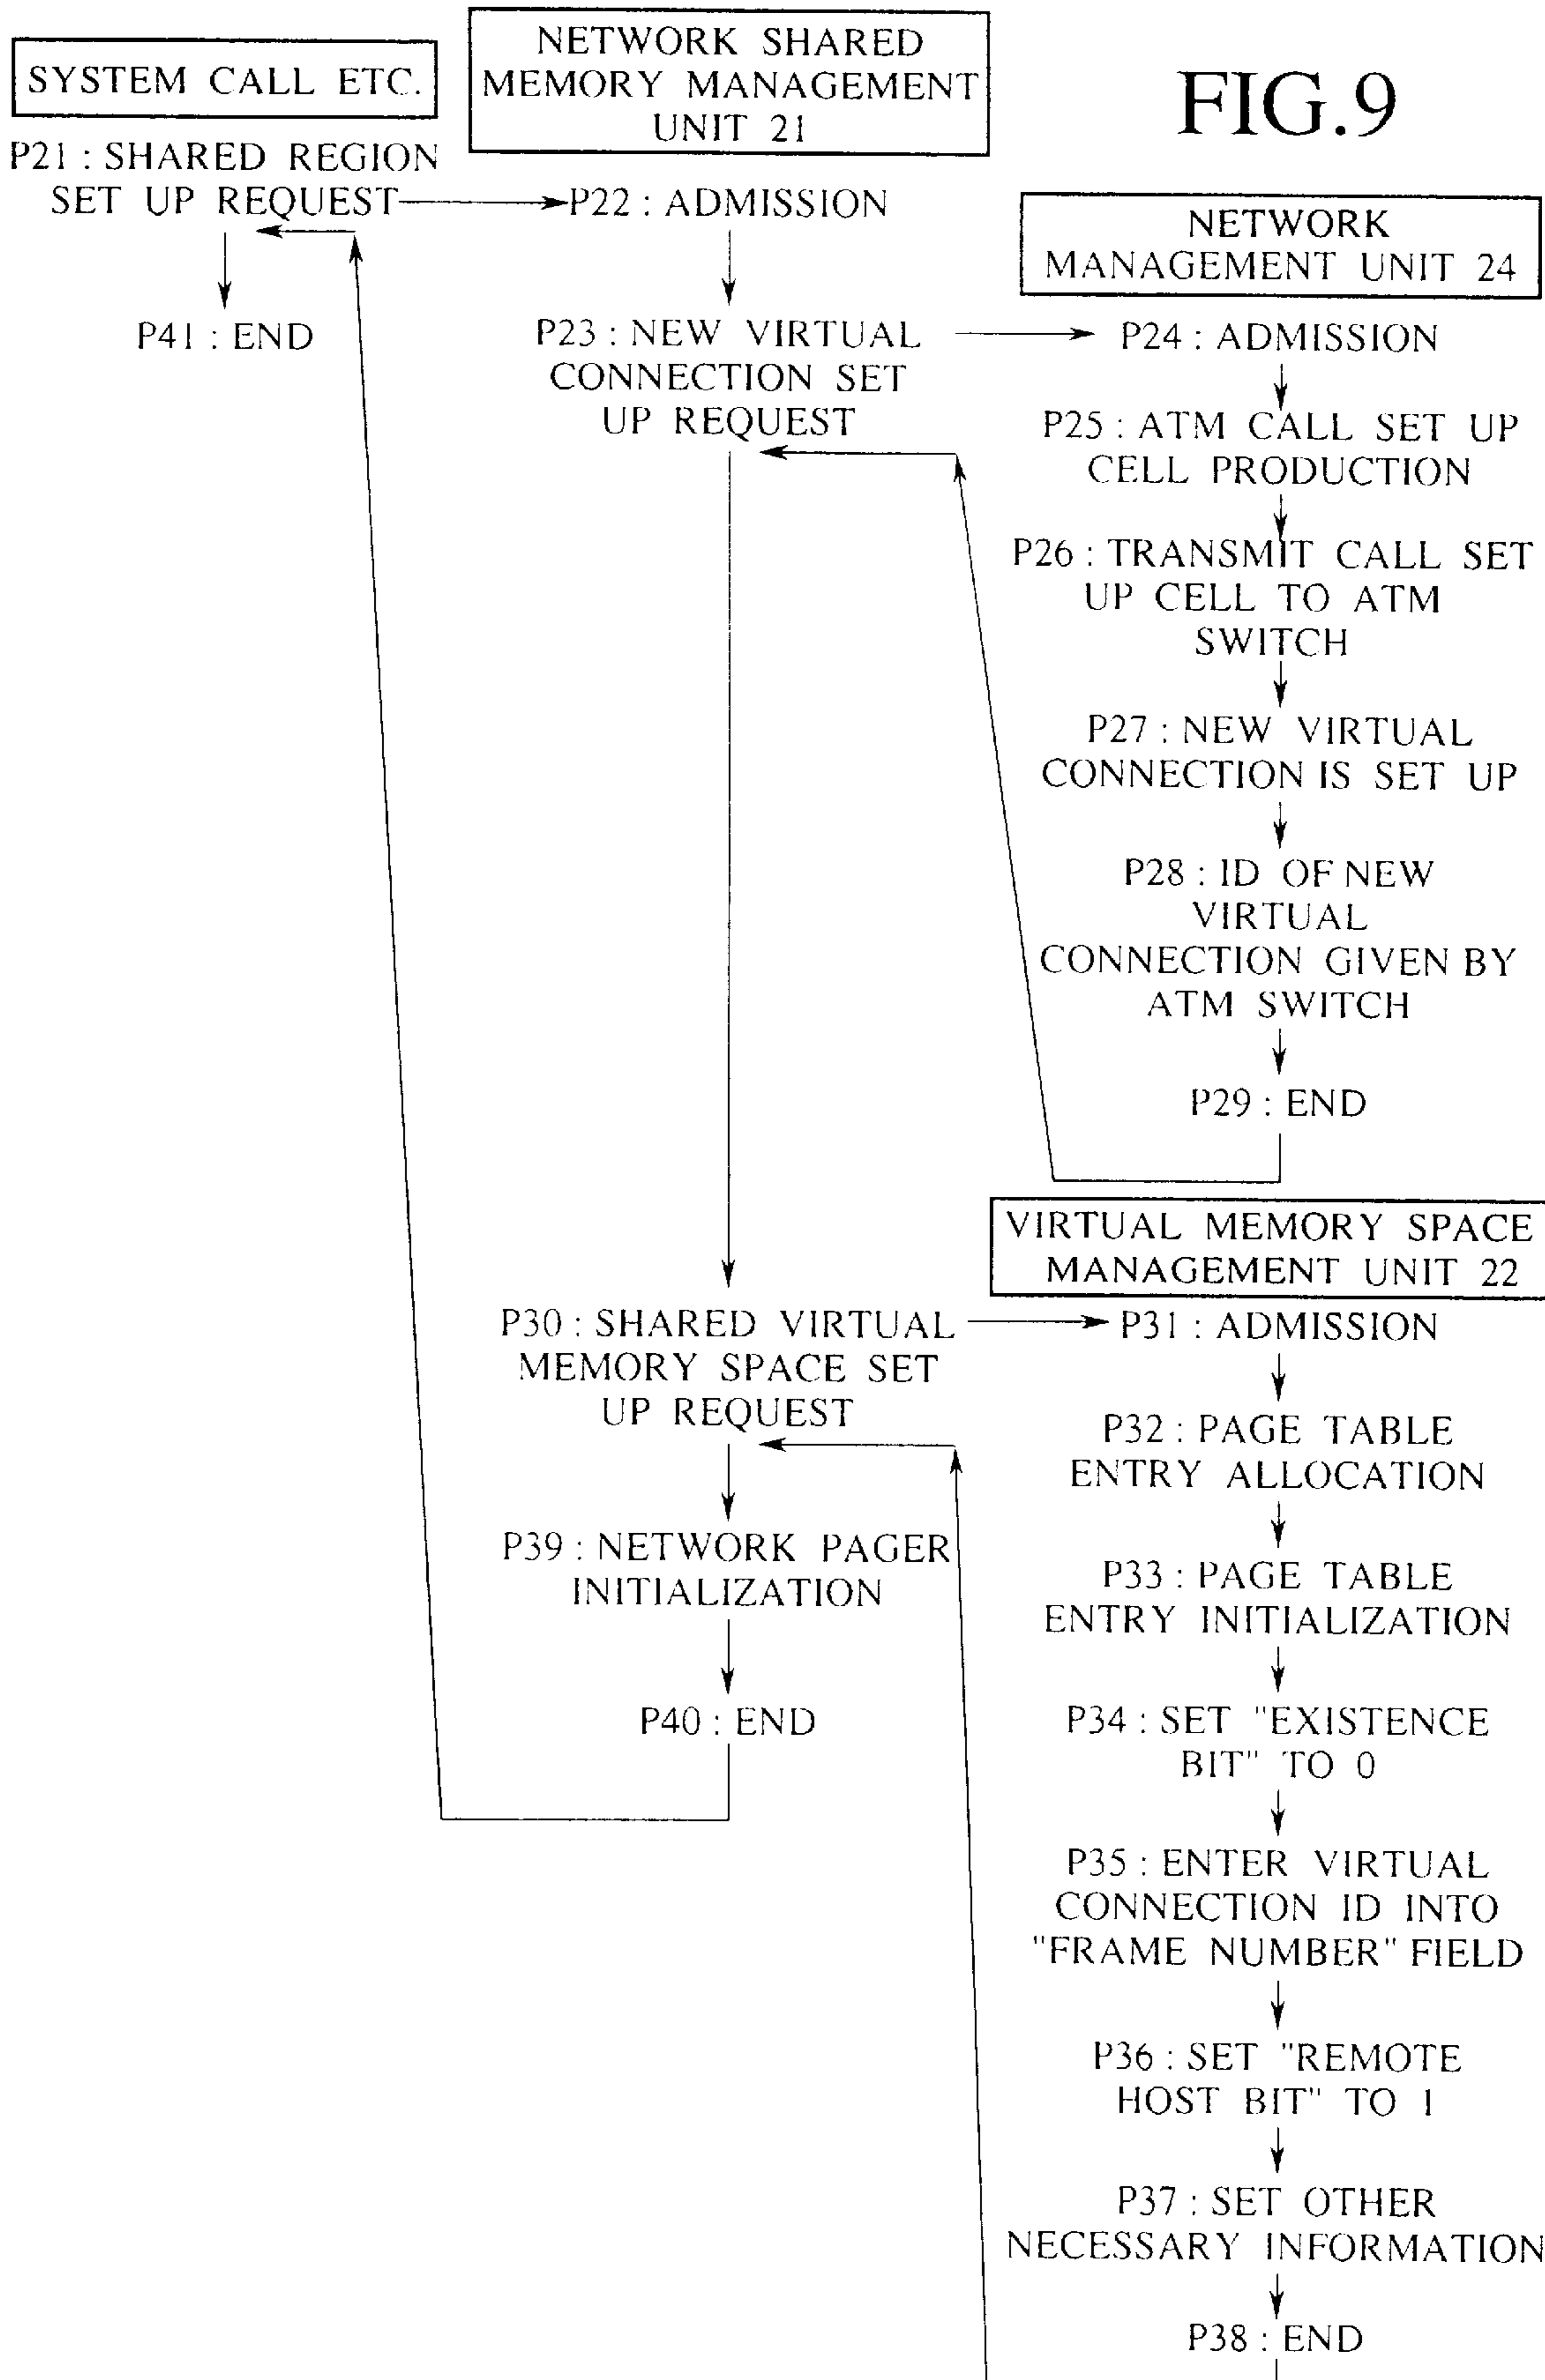 FIG.9
SYSTEM CALL ETC.
P21 : SHARED REGION
SET UP REQUEST
P41 : END
NETWORK SHARED
MEMORY MANAGEMENT
UNIT 21
P22 : ADMISSION
P23 : NEW VIRTUAL
CONNECTION SET
UP REQUEST
NETWORK
MANAGEMENT UNIT 24
P24 : ADMISSION
P25 : ATM CALL SET UP
CELL PRODUCTION
P26 : TRANSMIT CALL SET
UP CELL TO ATM
SWITCH
P27 : NEW VIRTUAL
CONNECTION IS SET UP
P28 : ID OF NEW
VIRTUAL
CONNECTION GIVEN BY
ATM SWITCH
P29 : END
P30 : SHARED VIRTUAL
MEMORY SPACE SET
UP REQUEST
VIRTUAL MEMORY SPACE
MANAGEMENT UNIT 22
P31 : ADMISSION
P32 : PAGE TABLE
ENTRY ALLOCATION
P33 : PAGE TABLE
ENTRY INITIALIZATION
P34 : SET "EXISTENCE
BIT" TO 0
P35 : ENTER VIRTUAL
CONNECTION ID INTO
"FRAME NUMBER" FIELD
P36 : SET "REMOTE
HOST BIT" TO 1
P37 : SET OTHER
NECESSARY INFORMATION
P38 : END
P39 : NETWORK PAGER
INITIALIZATION
P40 : END